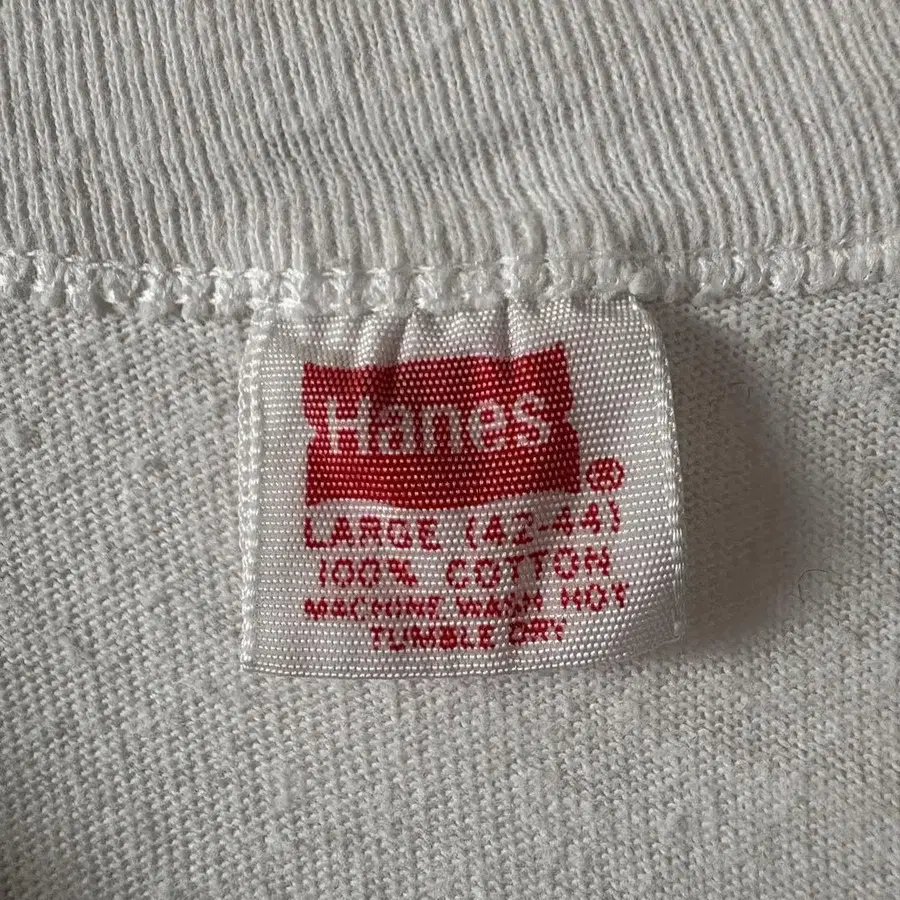 Hanes®
LARGE (42-44)
100% COTTON
MACHINE WASH HOT
TUMBLE DRY